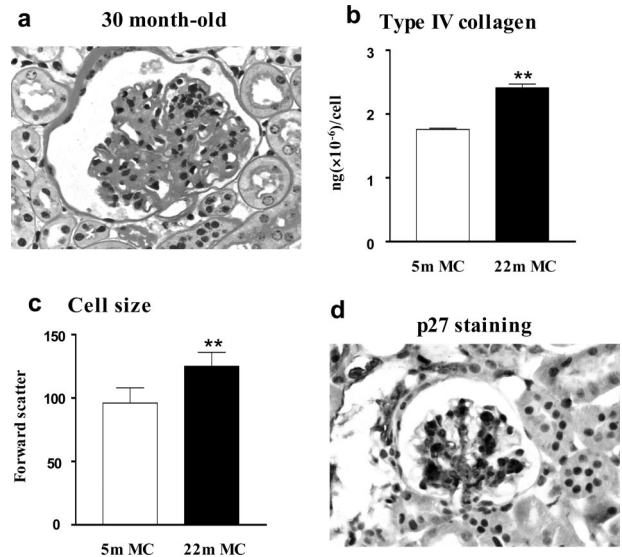 a 30 month-old
b Type IV collagen
**
3
2
1
0
ng(×10-6)/cell
5m MC 22m MC
c Cell size
**
150
100
50
0
Forward scatter
5m MC 22m MC
d p27 staining